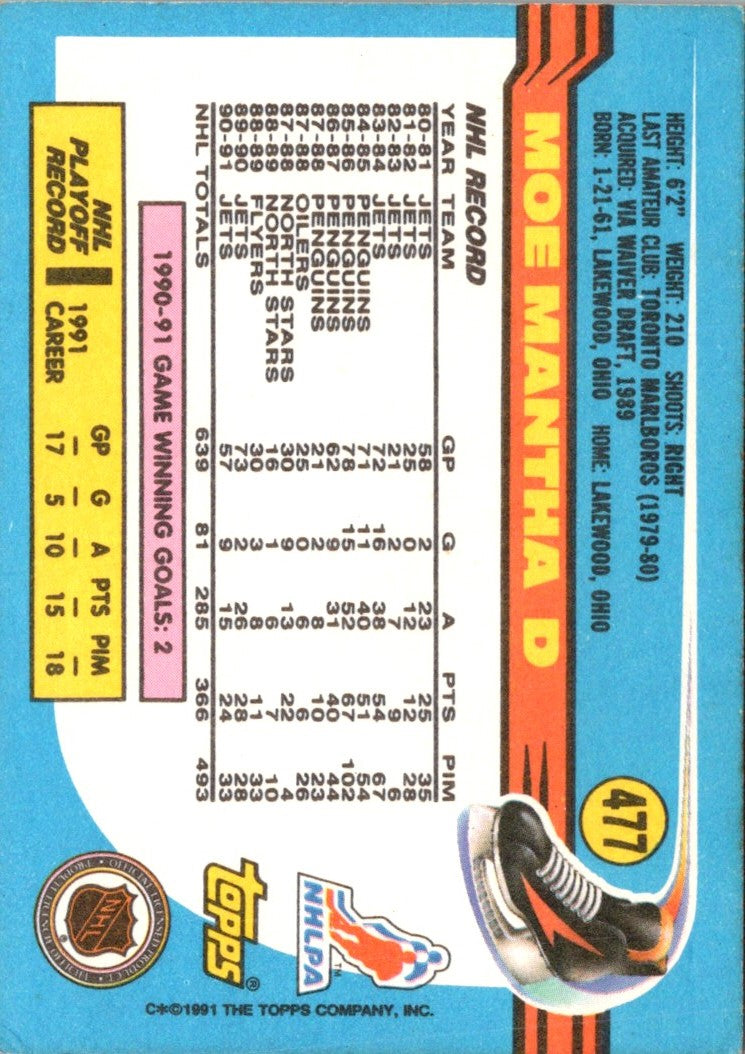 477
MOE MANTHA D
HEIGHT: 6'2" WEIGHT: 210 SHOOTS: RIGHT
LAST AMATEUR CLUB: TORONTO MARLBOROS (1979-80)
ACQUIRED: VIA WAIVER DRAFT, 1989
BORN: 1-21-61, LAKEWOOD, OHIO HOME: LAKEWOOD, OHIO
NHL RECORD
YEAR TEAM GP G A PTS PIM
80-81 JETS 58 2 23 25 35
81-82 JETS 25 0 12 12 28
82-83 JETS 21 2 7 9 6
83-84 JETS 72 16 38 54 67
84-85 PENGUINS 71 11 40 51 54
85-86 PENGUINS 78 15 52 67 102
86-87 PENGUINS 62 9 31 40 44
87-88 PENGUINS 21 2 8 10 23
87-88 OILERS 25 0 6 6 26
87-88 NORTH STARS 30 9 13 22 4
88-89 NORTH STARS 16 1 6 7 10
88-89 FLYERS 30 3 8 11 33
89-90 JETS 73 2 26 28 28
90-91 JETS 57 9 15 24 33
NHL TOTALS 639 81 285 366 493
1990-91 GAME WINNING GOALS: 2
NHL PLAYOFF RECORD GP G A PTS PIM
1991 — — — — —
CAREER 17 5 10 15 18
NHLPA ™
topps ®
OFFICIAL LICENSED PRODUCT • PRODUIT LICENCIÉ OFFICIEL •
NHL ®
C✻©1991 THE TOPPS COMPANY, INC.